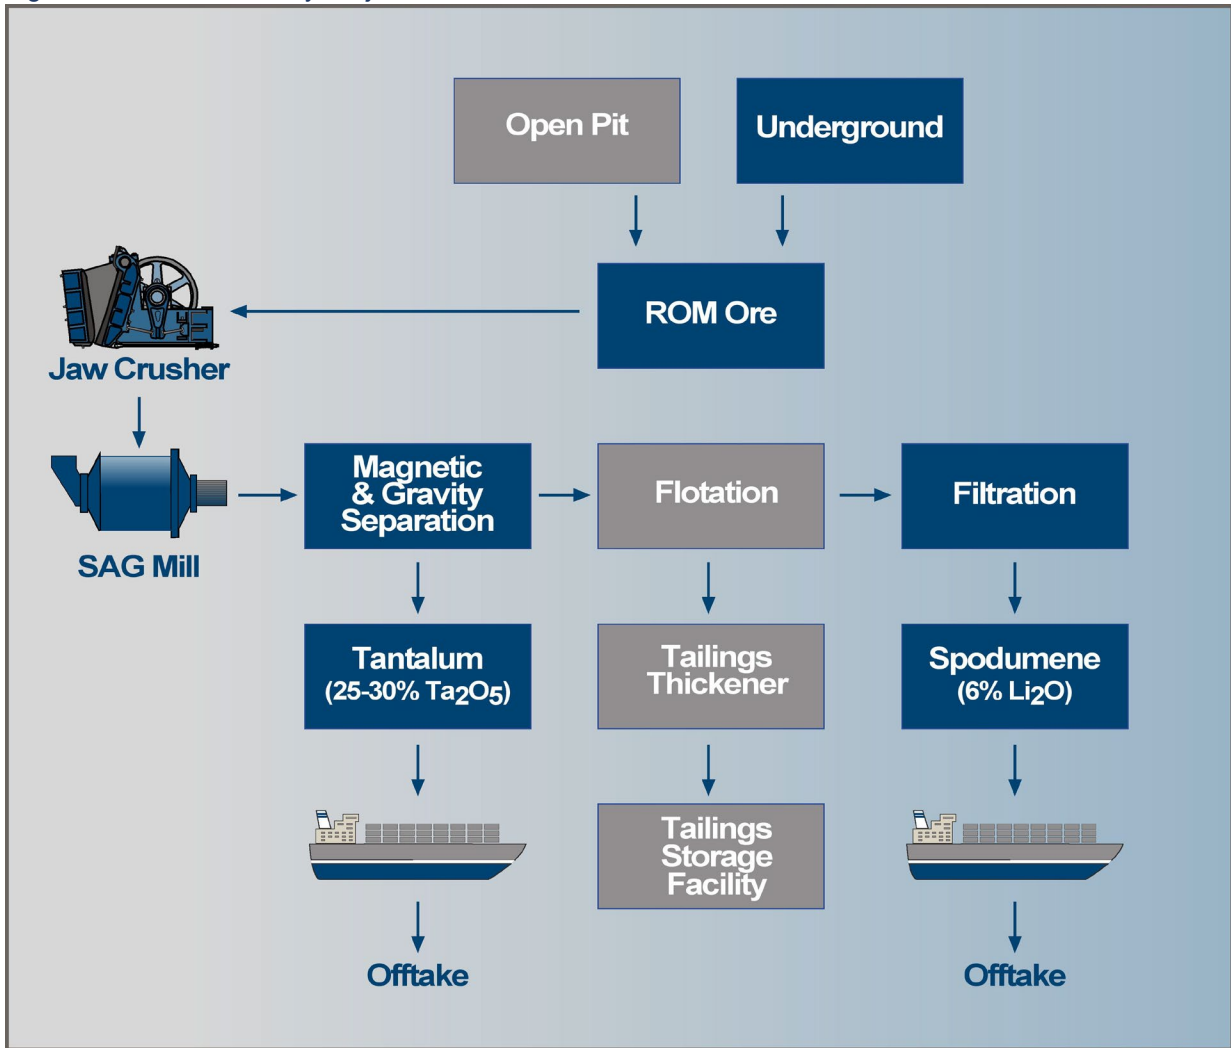 Open Pit
Underground
ROM Ore
Jaw Crusher
Magnetic
& Gravity
Separation
Flotation
Filtration
SAG Mill
Tantalum
(25-30% Ta2O5)
Tailings
Thickener
Spodumene
(6% Li2O)
Tailings
Storage
Facility
Offtake
Offtake